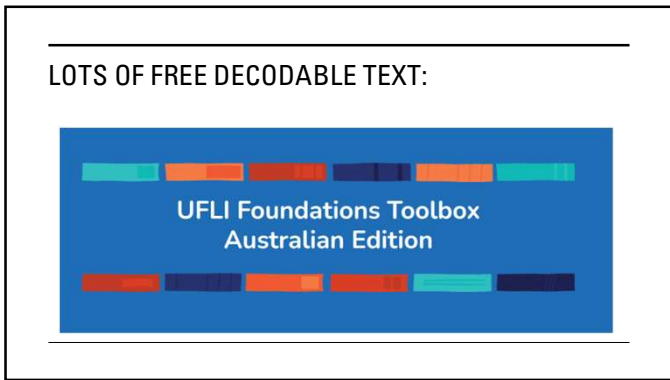 LOTS OF FREE DECODABLE TEXT:
UFLI Foundations Toolbox
Australian Edition